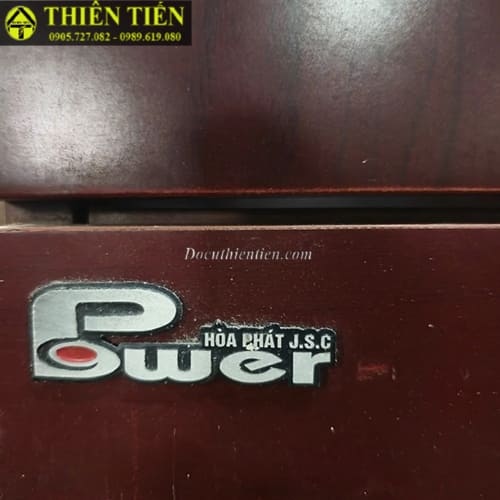 THIÊN TIẾN
0905.727.082 - 0989.619.080
Docuthientien.com
HÒA PHÁT J.S.C
Power